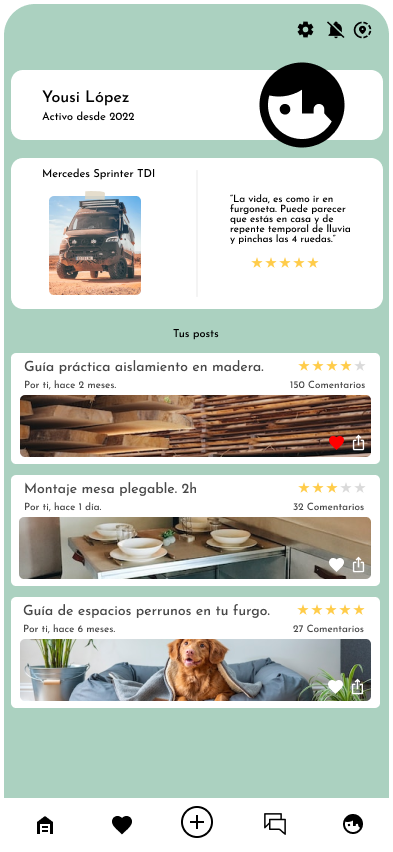 Yousi López
Activo desde 2022
Mercedes Sprinter TDI
"La vida, es como ir en
furgoneta. Puede parecer
que estás en casa y de
repente temporal de lluvia
y pinchas las 4 ruedas."
Tus posts
Guía práctica aislamiento en madera.
Por ti, hace 2 meses.
150 Comentarios
Montaje mesa plegable. 2h
Por ti, hace 1 día.
32 Comentarios
Guía de espacios perrunos en tu furgo.
Por ti, hace 6 meses.
27 Comentarios